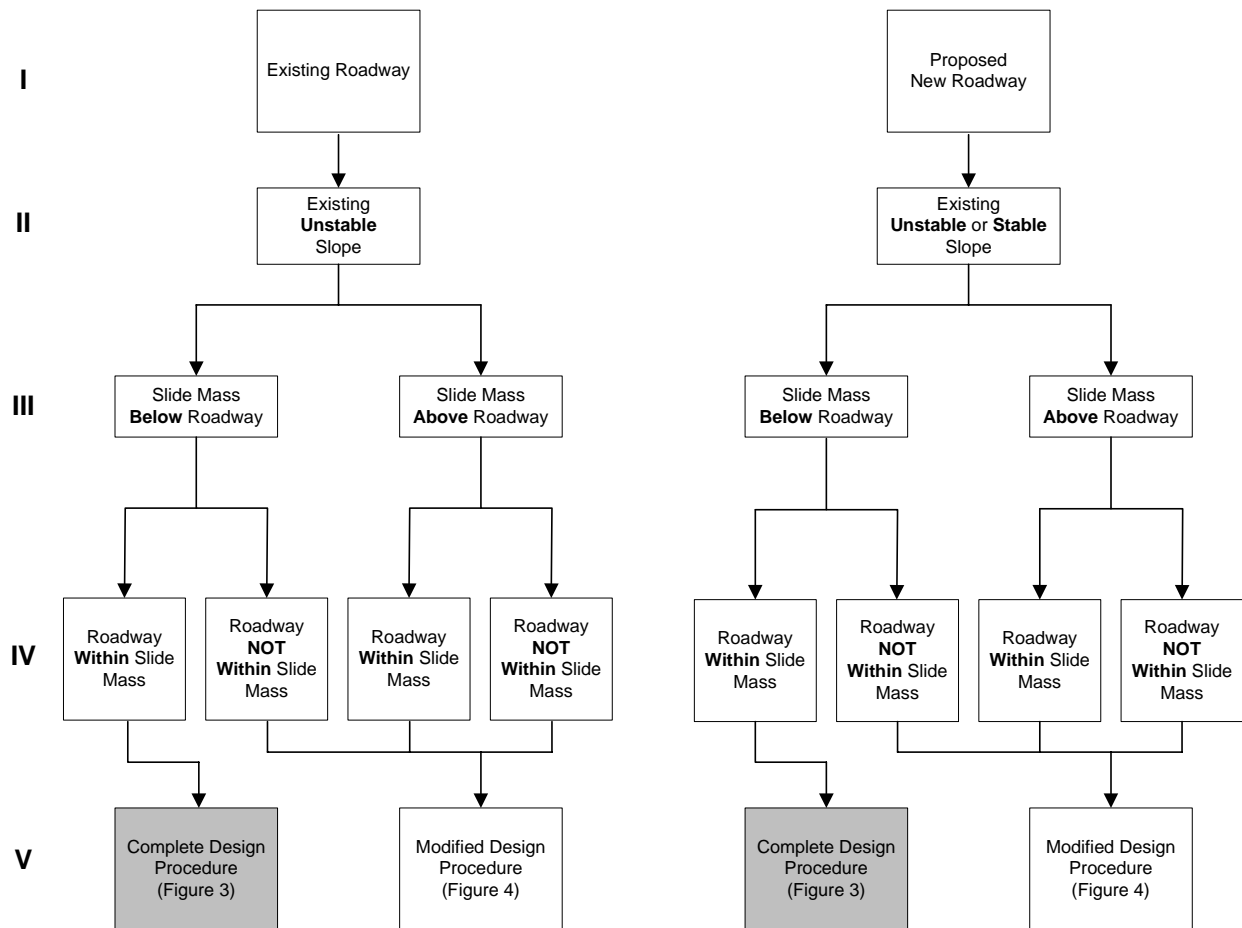 I
Existing Roadway
Proposed
New Roadway
II
Existing
Unstable
Slope
Existing
Unstable or Stable
Slope
III
Slide Mass
Below Roadway
Slide Mass
Above Roadway
Slide Mass
Below Roadway
Slide Mass
Above Roadway
IV
Roadway
Within Slide
Mass
Roadway
NOT
Within Slide
Mass
Roadway
Within Slide
Mass
Roadway
NOT
Within Slide
Mass
Roadway
Within Slide
Mass
Roadway
NOT
Within Slide
Mass
Roadway
Within Slide
Mass
Roadway
NOT
Within Slide
Mass
V
Complete Design
Procedure
(Figure 3)
Modified Design
Procedure
(Figure 4)
Complete Design
Procedure
(Figure 3)
Modified Design
Procedure
(Figure 4)